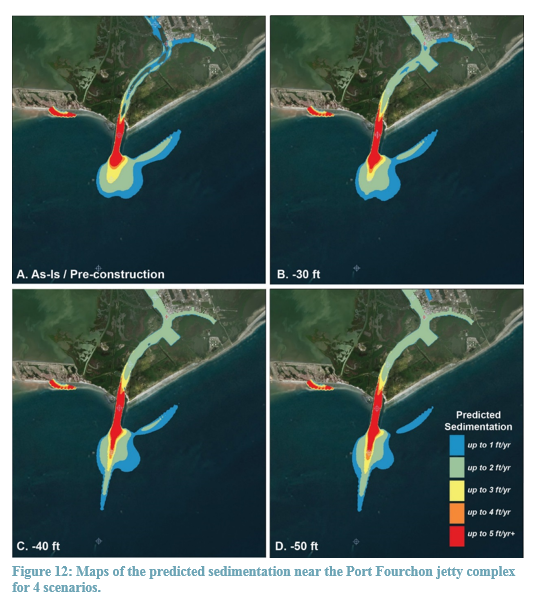 A. As-Is / Pre-construction
B. -30 ft
C. -40 ft
D. -50 ft
Predicted
Sedimentation
up to 1 ft/yr
up to 2 ft/yr
up to 3 ft/yr
up to 4 ft/yr
up to 5 ft/yr+
Figure 12: Maps of the predicted sedimentation near the Port Fourchon jetty complex
for 4 scenarios.